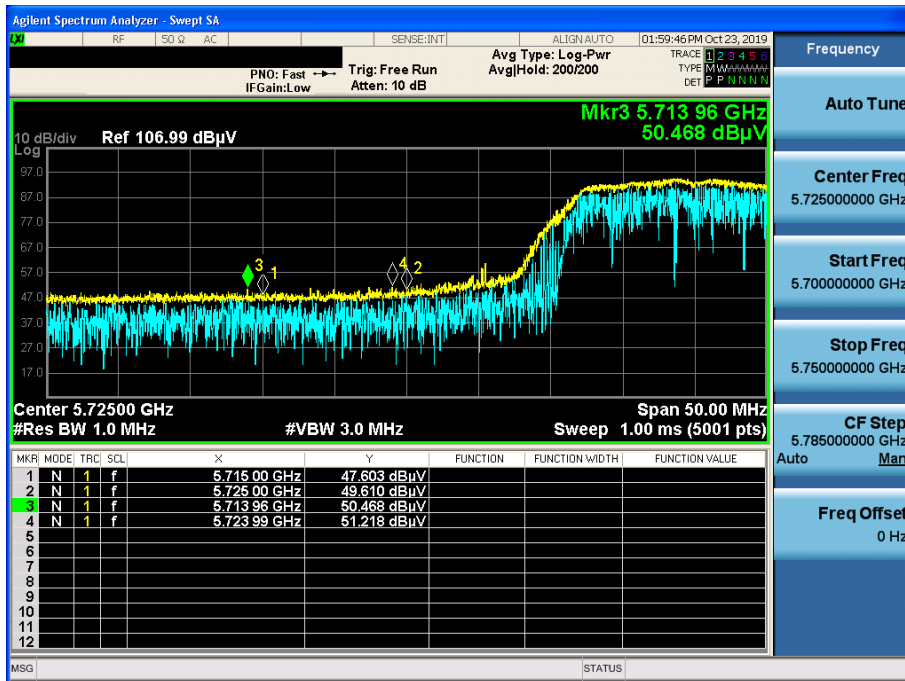 Agilent Spectrum Analyzer - Swept SA
LXI RF 50 Ω AC SENSE:INT ALIGN AUTO 01:59:46 PM Oct 23, 2019
PNO: Fast
IFGain:Low
Trig: Free Run
Atten: 10 dB
Avg Type: Log-Pwr
Avg|Hold: 200/200
TRACE 1 2 3 4 5 6
TYPE M W W W W W
DET P P N N N N
Mkr3 5.713 96 GHz
50.468 dBµV
10 dB/div Ref 106.99 dBµV
Log
97.0
87.0
77.0
67.0
57.0
47.0
37.0
27.0
17.0
3 1 4 2
Center 5.72500 GHz Span 50.00 MHz
#Res BW 1.0 MHz #VBW 3.0 MHz Sweep 1.00 ms (5001 pts)
MKR MODE TRC SCL X Y FUNCTION FUNCTION WIDTH FUNCTION VALUE
1 N 1 f 5.715 00 GHz 47.603 dBµV
2 N 1 f 5.725 00 GHz 49.610 dBµV
3 N 1 f 5.713 96 GHz 50.468 dBµV
4 N 1 f 5.723 99 GHz 51.218 dBµV
5
6
7
8
9
10
11
12
MSG STATUS
Frequency
Auto Tune
Center Freq
5.725000000 GHz
Start Freq
5.700000000 GHz
Stop Freq
5.750000000 GHz
CF Step
5.785000000 GHz
Auto Man
Freq Offset
0 Hz